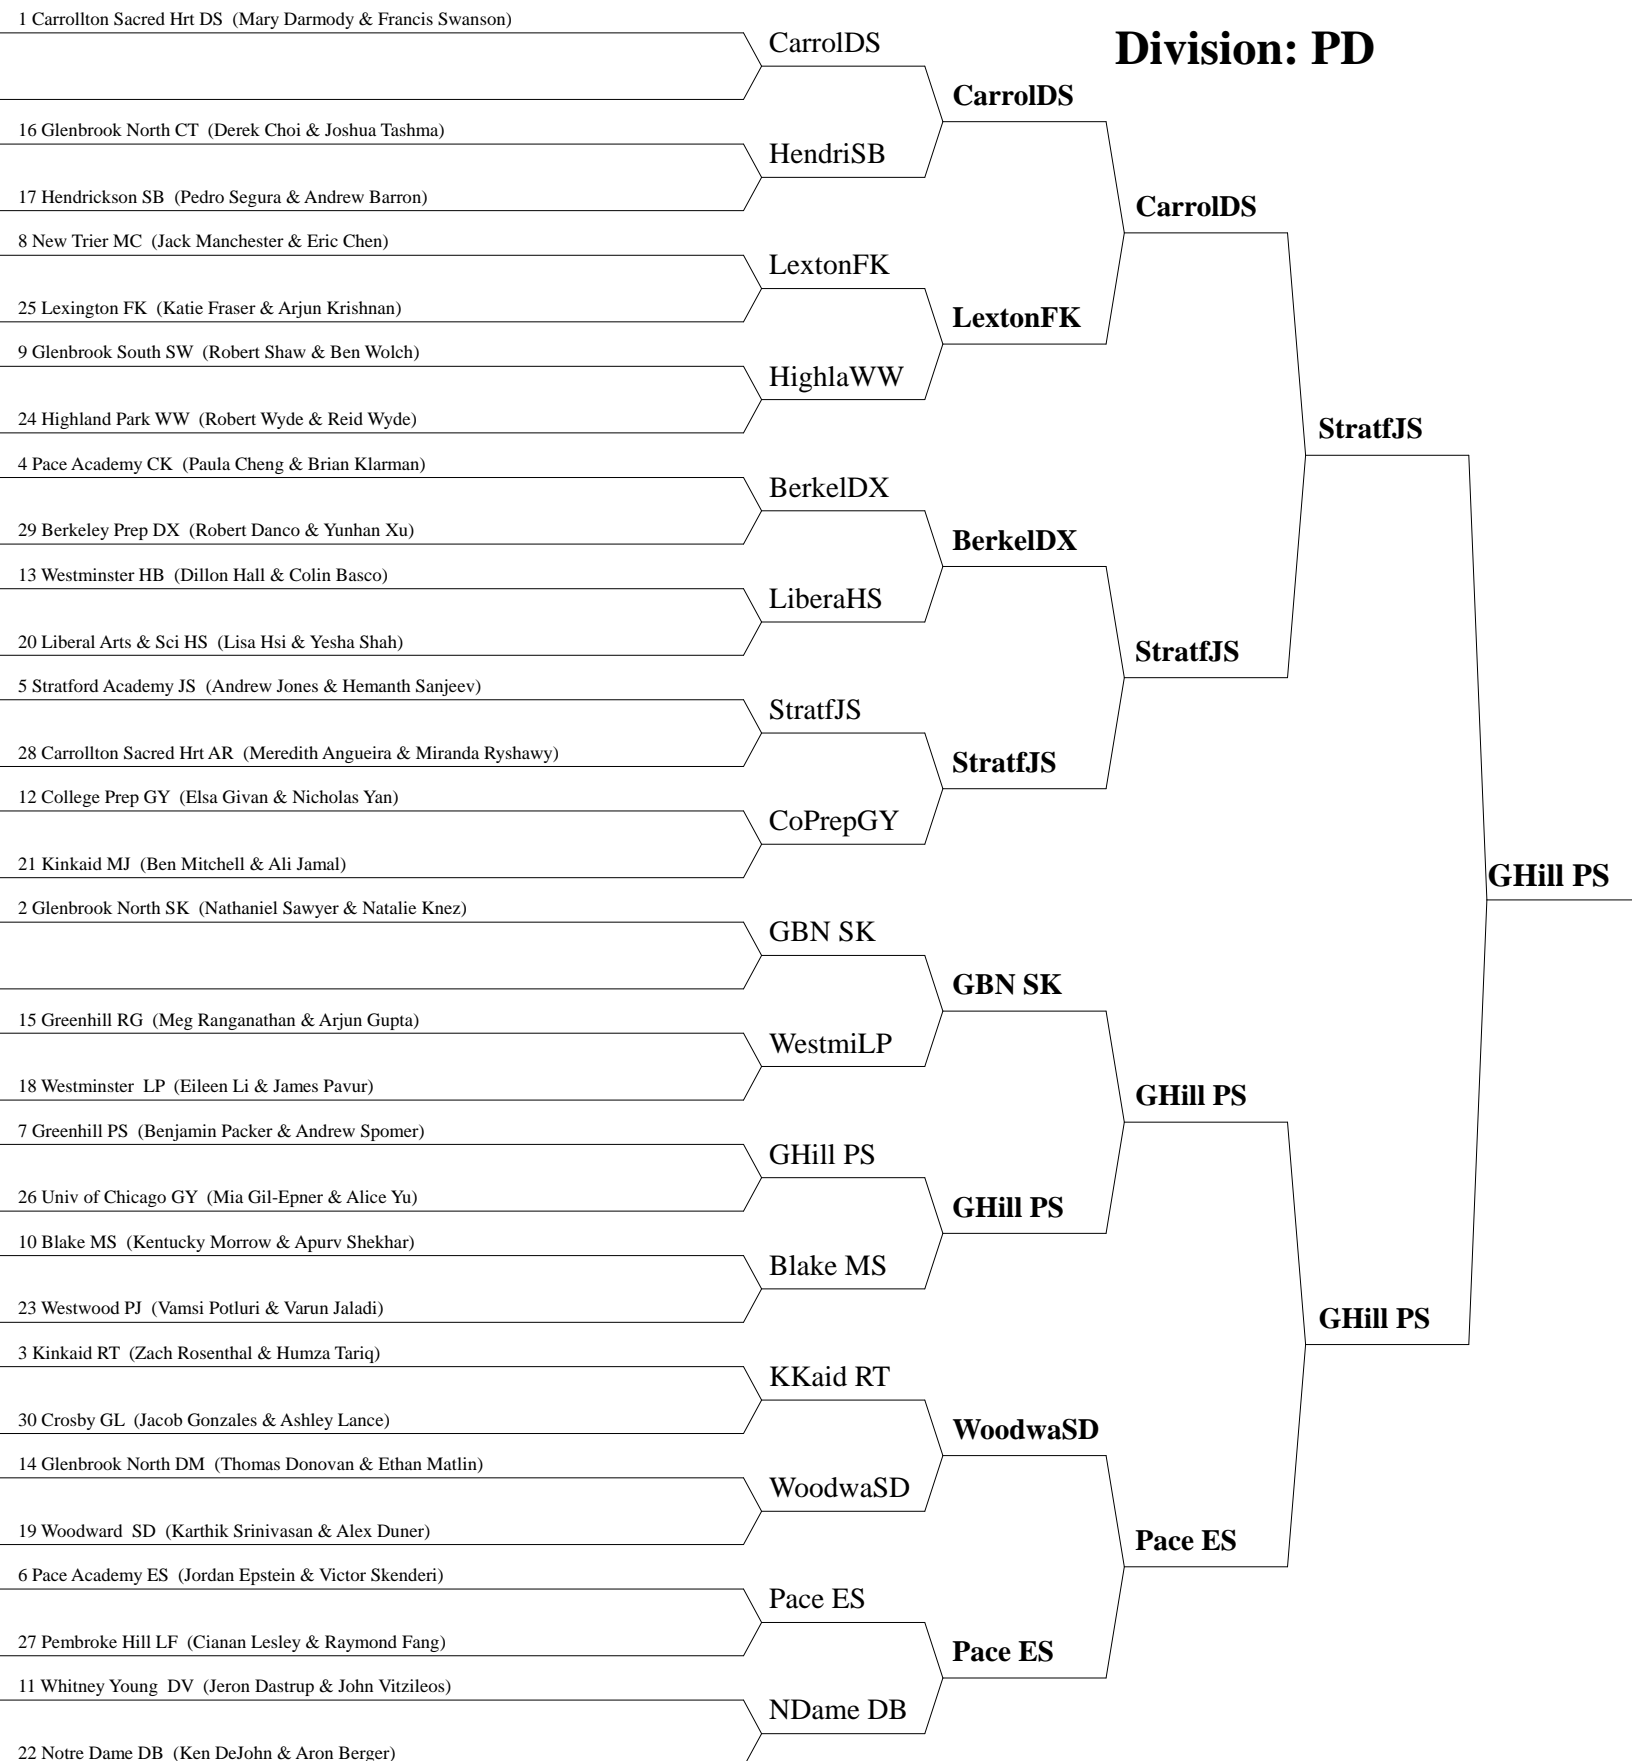 Division: PD
1 Carrollton Sacred Hrt DS (Mary Darmody & Francis Swanson)
16 Glenbrook North CT (Derek Choi & Joshua Tashma)
17 Hendrickson SB (Pedro Segura & Andrew Barron)
8 New Trier MC (Jack Manchester & Eric Chen)
25 Lexington FK (Katie Fraser & Arjun Krishnan)
9 Glenbrook South SW (Robert Shaw & Ben Wolch)
24 Highland Park WW (Robert Wyde & Reid Wyde)
4 Pace Academy CK (Paula Cheng & Brian Klarman)
29 Berkeley Prep DX (Robert Danco & Yunhan Xu)
13 Westminster HB (Dillon Hall & Colin Basco)
20 Liberal Arts & Sci HS (Lisa Hsi & Yesha Shah)
5 Stratford Academy JS (Andrew Jones & Hemanth Sanjeev)
28 Carrollton Sacred Hrt AR (Meredith Angueira & Miranda Ryshawy)
12 College Prep GY (Elsa Givan & Nicholas Yan)
21 Kinkaid MJ (Ben Mitchell & Ali Jamal)
2 Glenbrook North SK (Nathaniel Sawyer & Natalie Knez)
15 Greenhill RG (Meg Ranganathan & Arjun Gupta)
18 Westminster LP (Eileen Li & James Pavur)
7 Greenhill PS (Benjamin Packer & Andrew Spomer)
26 Univ of Chicago GY (Mia Gil-Epner & Alice Yu)
10 Blake MS (Kentucky Morrow & Apurv Shekhar)
23 Westwood PJ (Vamsi Potluri & Varun Jaladi)
3 Kinkaid RT (Zach Rosenthal & Humza Tariq)
30 Crosby GL (Jacob Gonzales & Ashley Lance)
14 Glenbrook North DM (Thomas Donovan & Ethan Matlin)
19 Woodward SD (Karthik Srinivasan & Alex Duner)
6 Pace Academy ES (Jordan Epstein & Victor Skenderi)
27 Pembroke Hill LF (Cianan Lesley & Raymond Fang)
11 Whitney Young DV (Jeron Dastrup & John Vitzileos)
22 Notre Dame DB (Ken DeJohn & Aron Berger)
CarrolDS
HendriSB
LextonFK
HighlaWW
BerkelDX
LiberaHS
StratfJS
CoPrepGY
GBN SK
WestmiLP
GHill PS
Blake MS
KKaid RT
WoodwaSD
Pace ES
NDame DB
CarrolDS
LextonFK
BerkelDX
StratfJS
GBN SK
GHill PS
WoodwaSD
Pace ES
CarrolDS
StratfJS
GHill PS
Pace ES
StratfJS
GHill PS
GHill PS